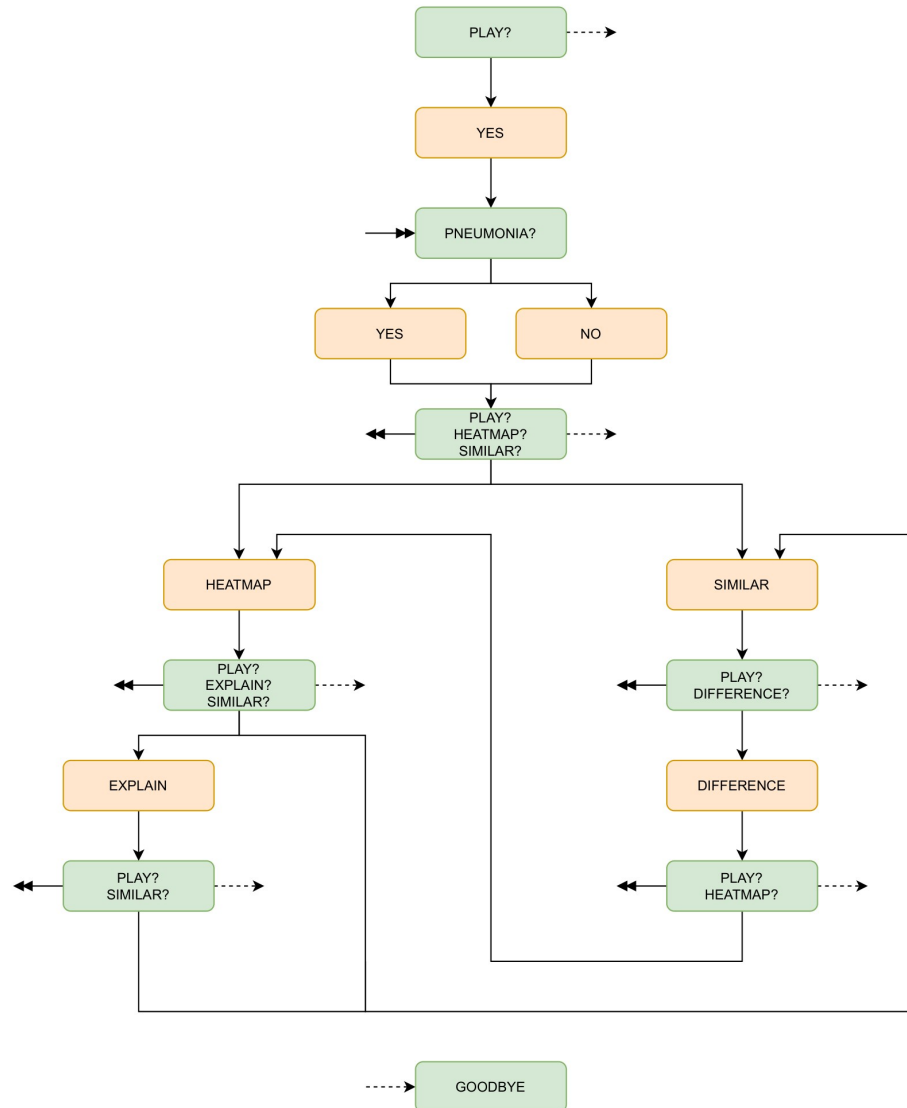 PLAY?
YES
PNEUMONIA?
YES
NO
PLAY?
HEATMAP?
SIMILAR?
HEATMAP
SIMILAR
PLAY?
EXPLAIN?
SIMILAR?
PLAY?
DIFFERENCE?
EXPLAIN
DIFFERENCE
PLAY?
SIMILAR?
PLAY?
HEATMAP?
GOODBYE